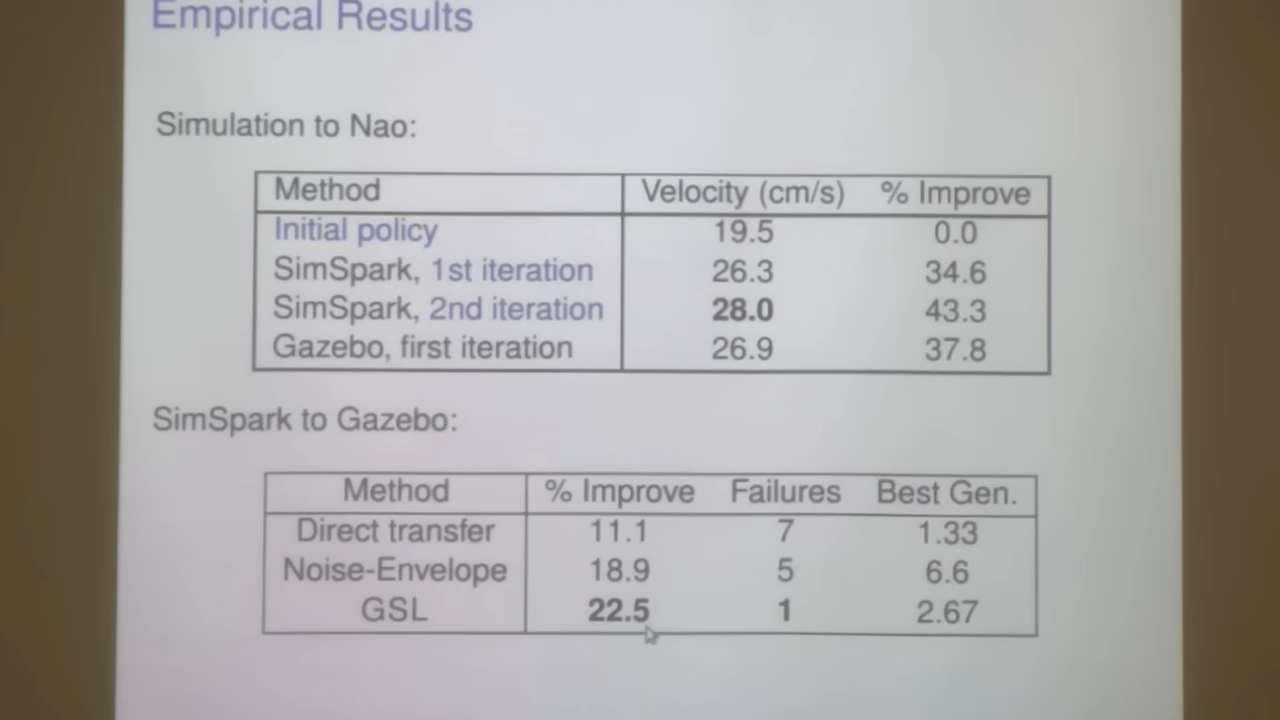 Empirical Results
Simulation to Nao:
Method Velocity (cm/s) % Improve
Initial policy 19.5 0.0
SimSpark, 1st iteration 26.3 34.6
SimSpark, 2nd iteration 28.0 43.3
Gazebo, first iteration 26.9 37.8
SimSpark to Gazebo:
Method % Improve Failures Best Gen.
Direct transfer 11.1 7 1.33
Noise-Envelope 18.9 5 6.6
GSL 22.5 1 2.67